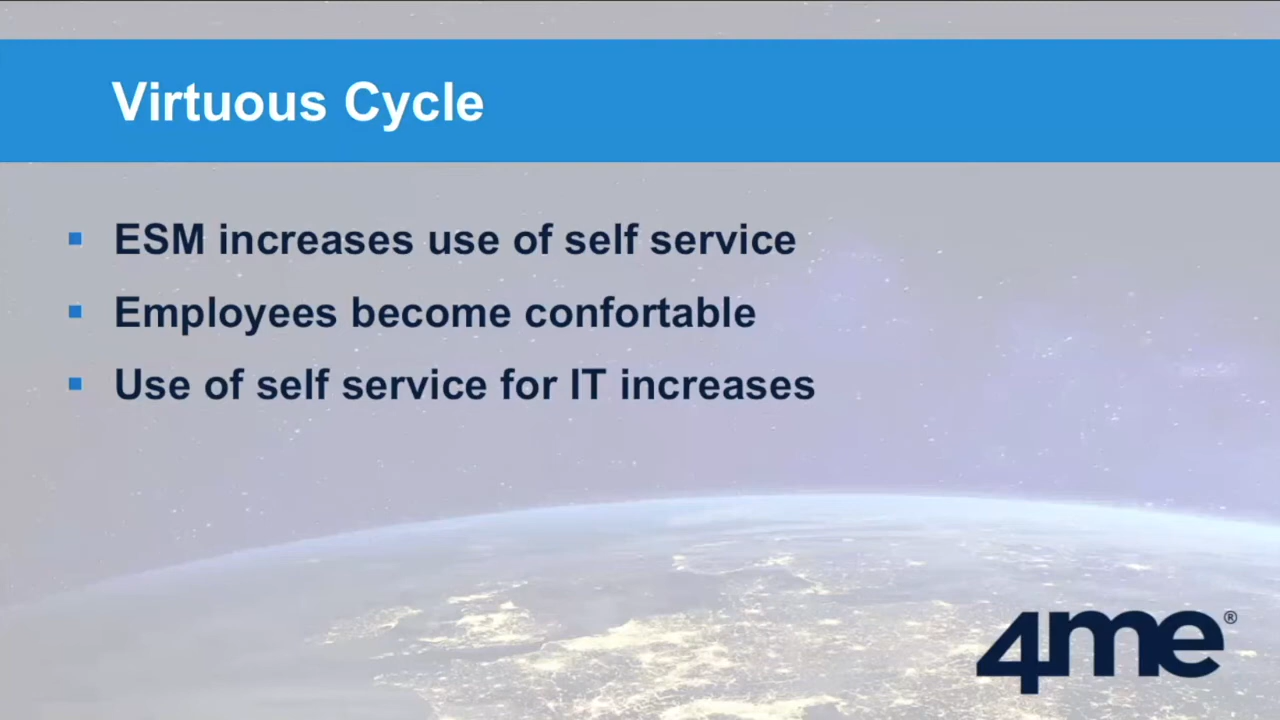 Virtuous Cycle
ESM increases use of self service
Employees become confortable
Use of self service for IT increases
4me®